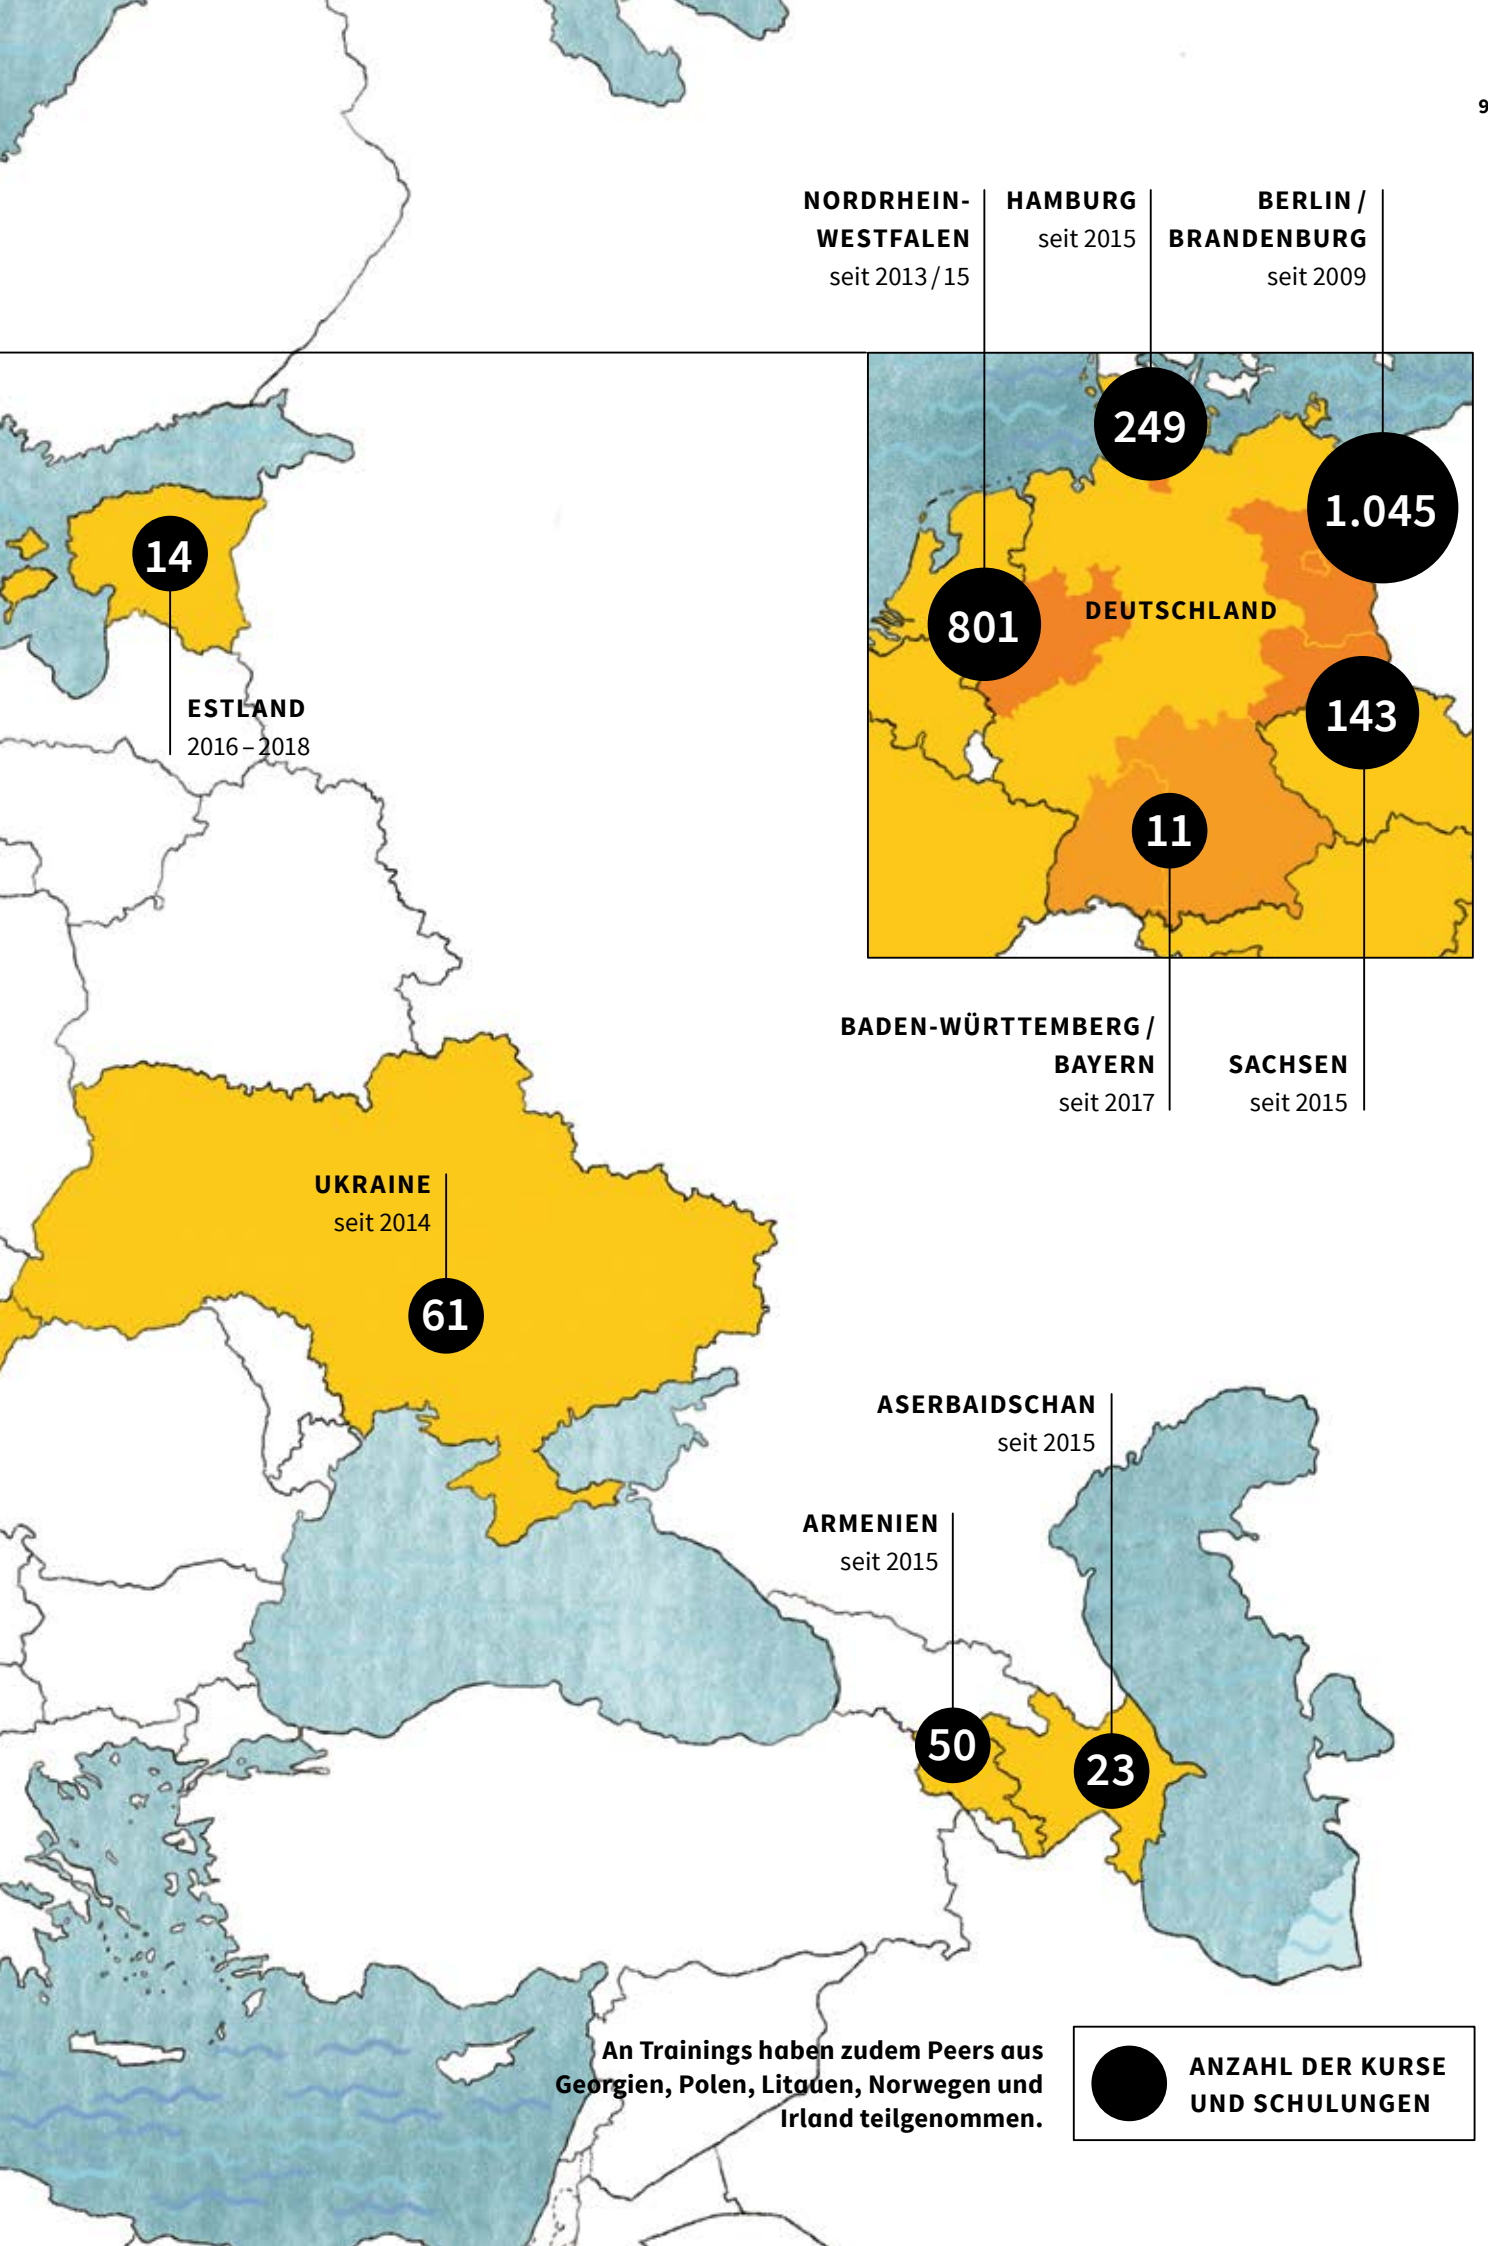 9
NORDRHEIN-
WESTFALEN
seit 2013 / 15
HAMBURG
seit 2015
BERLIN /
BRANDENBURG
seit 2009
249
1.045
801
DEUTSCHLAND
143
11
14
ESTLAND
2016 – 2018
BADEN-WÜRTTEMBERG /
BAYERN
seit 2017
SACHSEN
seit 2015
UKRAINE
seit 2014
61
ASERBAIDSCHAN
seit 2015
ARMENIEN
seit 2015
50
23
An Trainings haben zudem Peers aus
Georgien, Polen, Litauen, Norwegen und
Irland teilgenommen.
ANZAHL DER KURSE
UND SCHULUNGEN